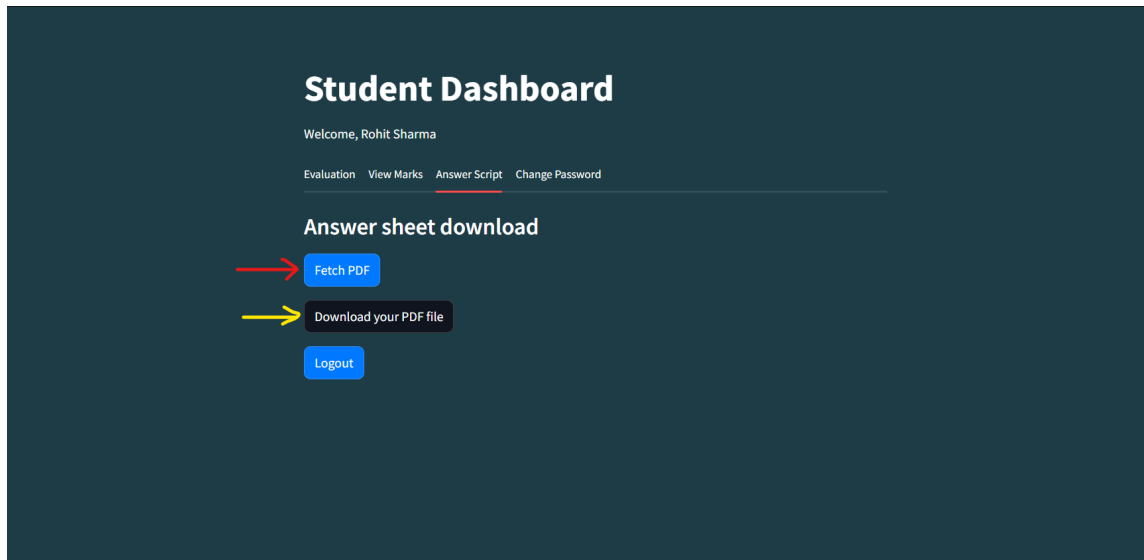 Student Dashboard
Welcome, Rohit Sharma
Evaluation View Marks Answer Script Change Password
Answer sheet download
Fetch PDF
Download your PDF file
Logout